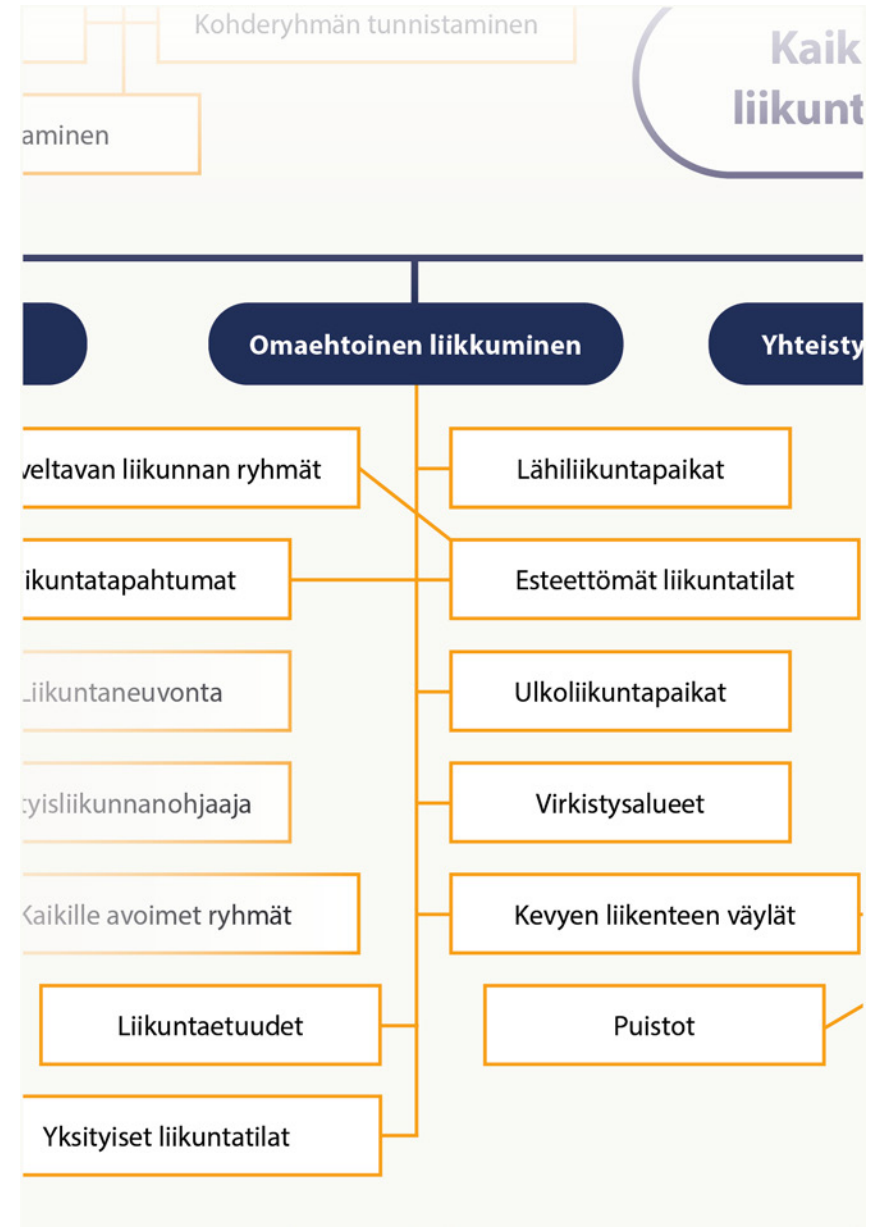 Kohderyhmän tunnistaminen
Kaik
liikunt
aminen
Omaehtoinen liikkuminen
Yhteisty
veltavan liikunnan ryhmät
Lähiliikuntapaikat
ikuntatapahtumat
Esteettömät liikuntatilat
Liikuntaneuvonta
Ulkoliikuntapaikat
tyisliikunnanohjaaja
Virkistysalueet
Kaikille avoimet ryhmät
Kevyen liikenteen väylät
Liikuntaetuudet
Puistot
Yksityiset liikuntatilat